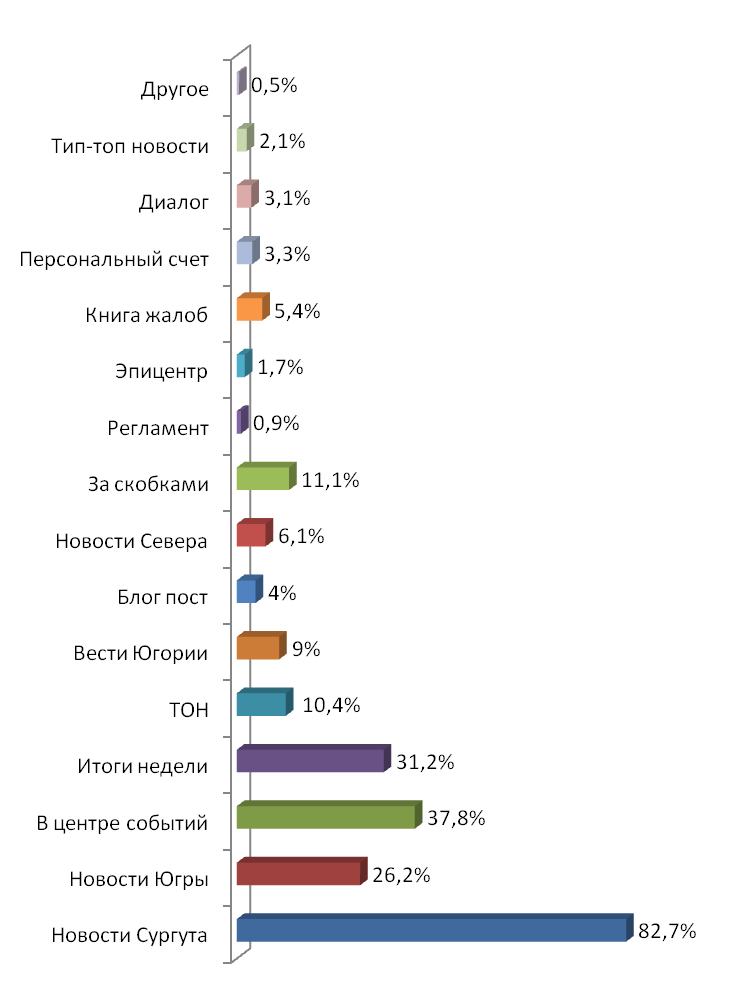 Другое 0,5%
Тип-топ новости 2,1%
Диалог 3,1%
Персональный счет 3,3%
Книга жалоб 5,4%
Эпицентр 1,7%
Регламент 0,9%
За скобками 11,1%
Новости Севера 6,1%
Блог пост 4%
Вести Югории 9%
ТОН 10,4%
Итоги недели 31,2%
В центре событий 37,8%
Новости Югры 26,2%
Новости Сургута 82,7%